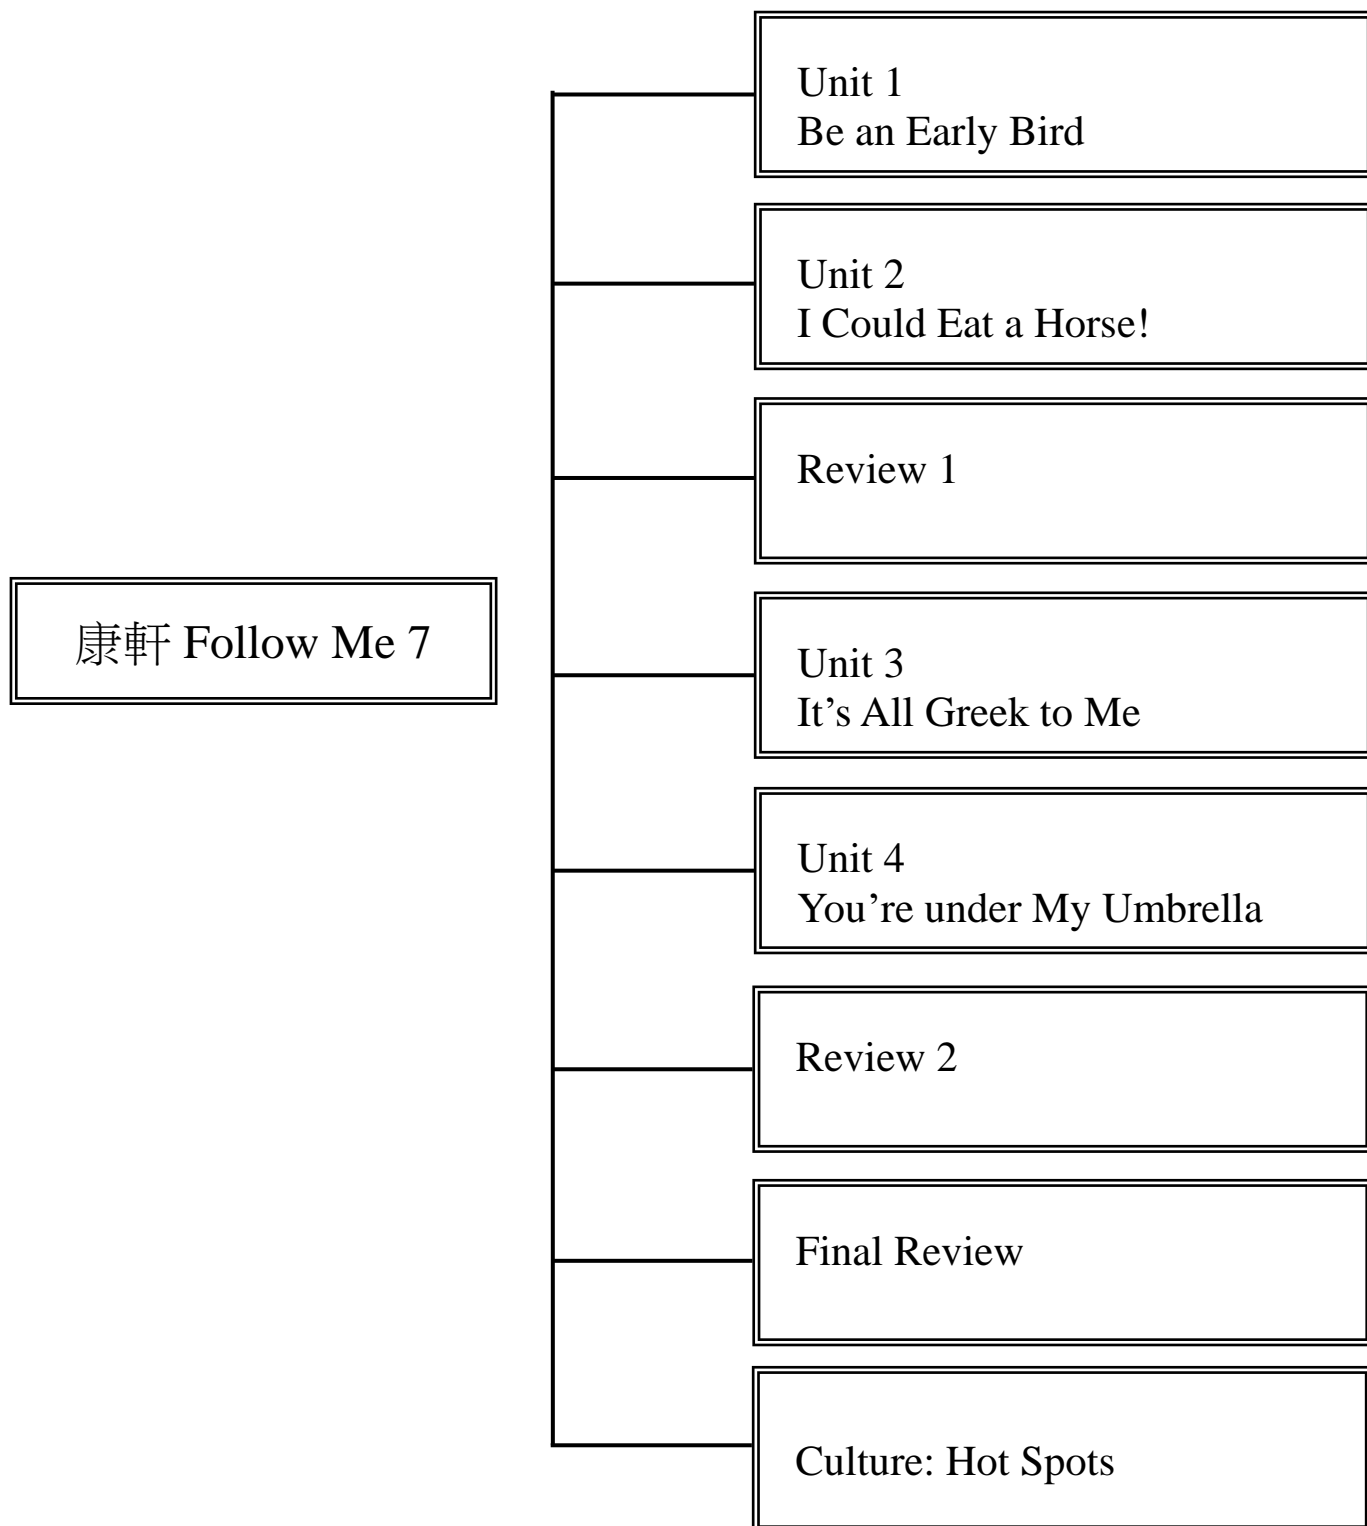 康軒 Follow Me 7
Unit 1
Be an Early Bird
Unit 2
I Could Eat a Horse!
Review 1
Unit 3
It’s All Greek to Me
Unit 4
You’re under My Umbrella
Review 2
Final Review
Culture: Hot Spots